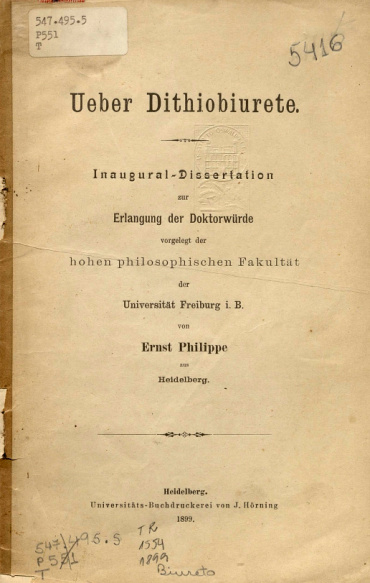 547.495.5
P551
T
5416
Ueber Dithiobiurete.
Inaugural-Dissertation
zur
Erlangung der Doktorwürde
vorgelegt der
hohen philosophischen Fakultät
der
Universität Freiburg i. B.
von
Ernst Philippe
aus
Heidelberg.
Heidelberg.
Universitäts-Buchdruckerei von J. Hörning
1899.
547.495.5
P551
T
TR
1554
1899
Biureto